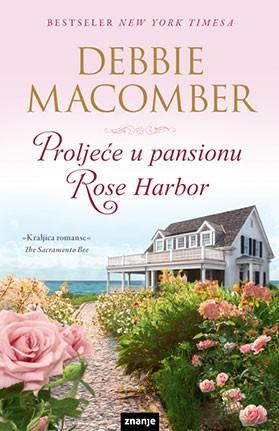 BESTSELER NEW YORK TIMESA
DEBBIE
MACOMBER
Proljeće u pansionu
Rose Harbor
»Kraljica romanse«
The Sacramento Bee
znanje